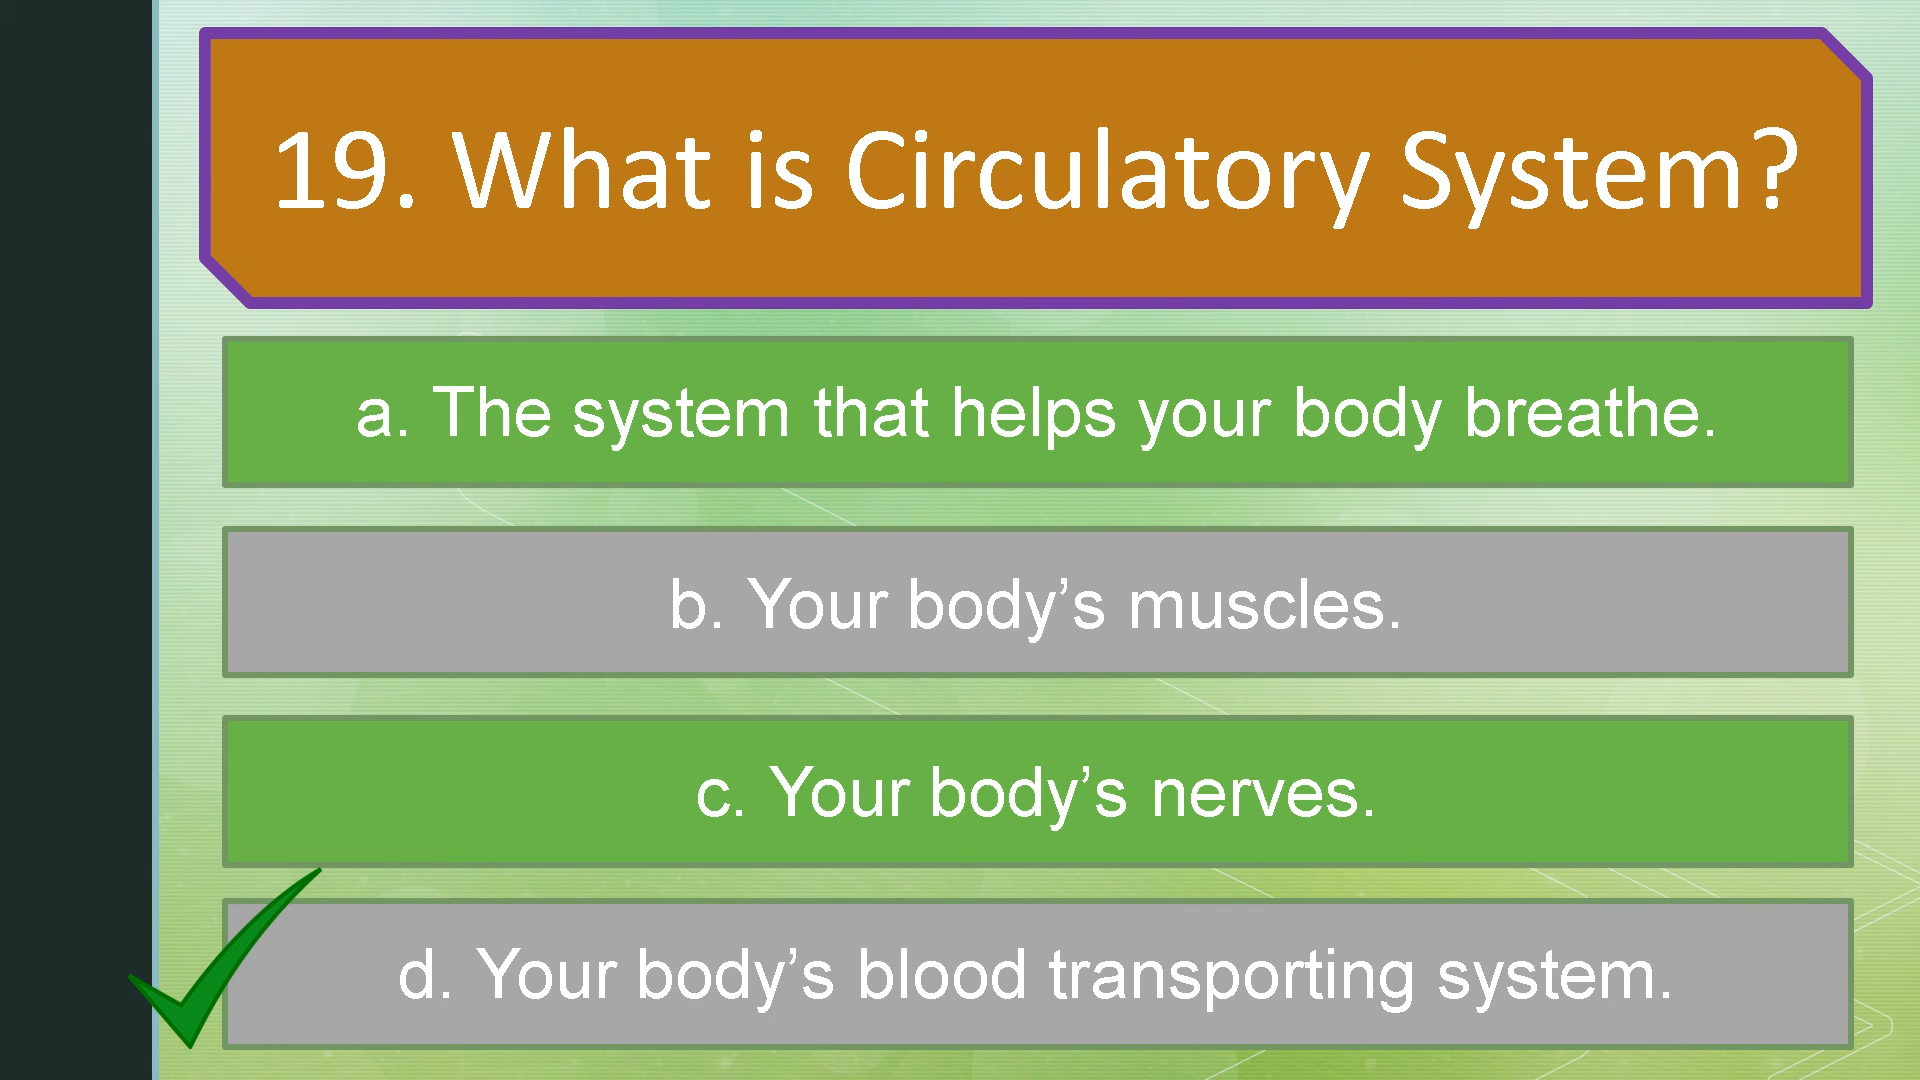 19. What is Circulatory System?
a. The system that helps your body breathe.
b. Your body’s muscles.
c. Your body’s nerves.
d. Your body’s blood transporting system.